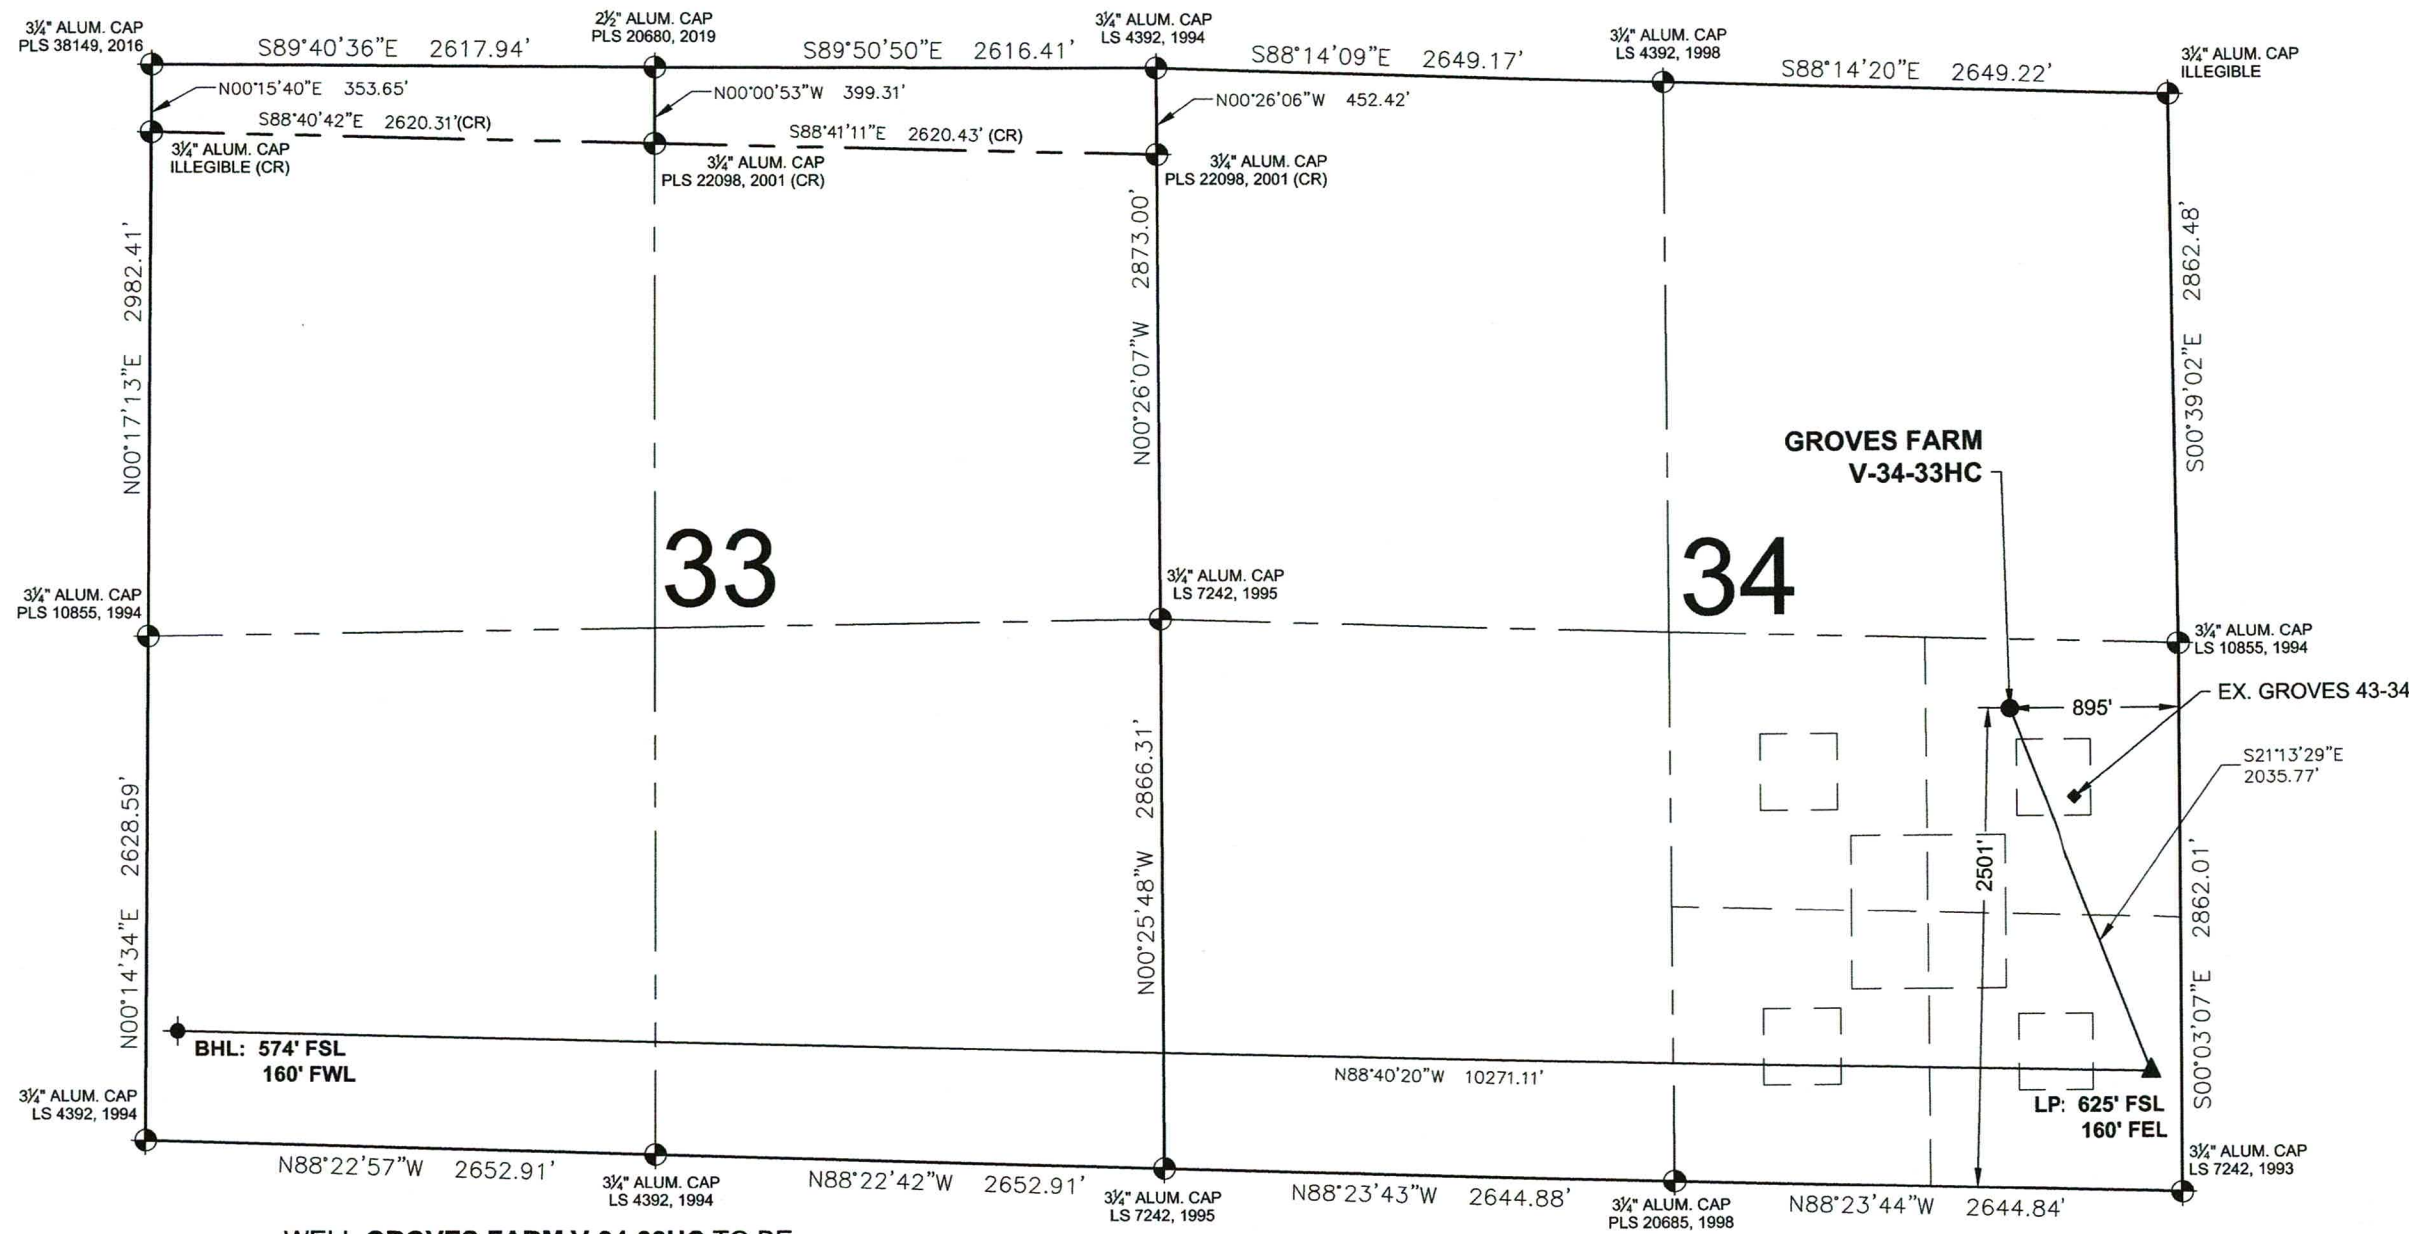 3¼" ALUM. CAP
PLS 38149, 2016
S89°40'36"E 2617.94'
2½" ALUM. CAP
PLS 20680, 2019
S89°50'50"E 2616.41'
3¼" ALUM. CAP
LS 4392, 1994
S88°14'09"E 2649.17'
3¼" ALUM. CAP
LS 4392, 1998
S88°14'20"E 2649.22'
3¼" ALUM. CAP
ILLEGIBLE
N00°15'40"E 353.65'
N00°00'53"W 399.31'
N00°26'06"W 452.42'
S88°40'42"E 2620.31'(CR)
S88°41'11"E 2620.43' (CR)
3¼" ALUM. CAP
ILLEGIBLE (CR)
3¼" ALUM. CAP
PLS 22098, 2001 (CR)
3¼" ALUM. CAP
PLS 22098, 2001 (CR)
N00°17'13"E 2982.41'
N00°26'07"W 2873.00'
S00°39'02"E 2862.48'
GROVES FARM
V-34-33HC
33
34
3¼" ALUM. CAP
PLS 10855, 1994
3¼" ALUM. CAP
LS 7242, 1995
3¼" ALUM. CAP
LS 10855, 1994
EX. GROVES 43-34
895'
S21°13'29"E
2035.77'
2501'
N00°14'34"E 2628.59'
N00°25'48"W 2866.31'
S00°03'07"E 2862.01'
BHL: 574' FSL
160' FWL
N88°40'20"W 10271.11'
LP: 625' FSL
160' FEL
3¼" ALUM. CAP
LS 4392, 1994
N88°22'57"W 2652.91'
3¼" ALUM. CAP
LS 4392, 1994
N88°22'42"W 2652.91'
3¼" ALUM. CAP
LS 7242, 1995
N88°23'43"W 2644.88'
3¼" ALUM. CAP
PLS 20685, 1998
N88°23'44"W 2644.84'
3¼" ALUM. CAP
LS 7242, 1993
WELL GROVES FARM V-34-33HC TO BE